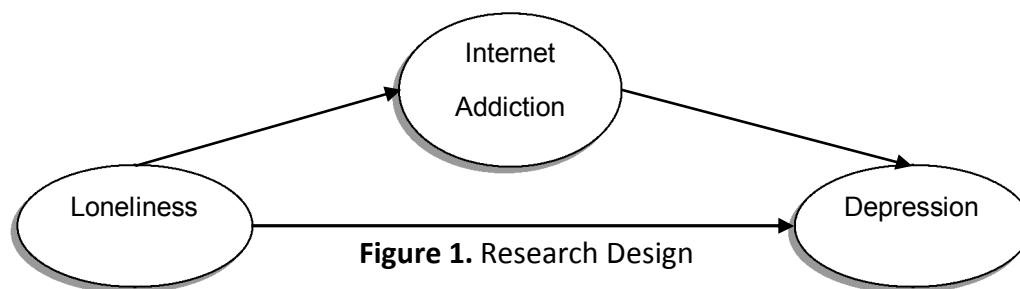 Internet
Addiction
Loneliness
Depression
Figure 1. Research Design